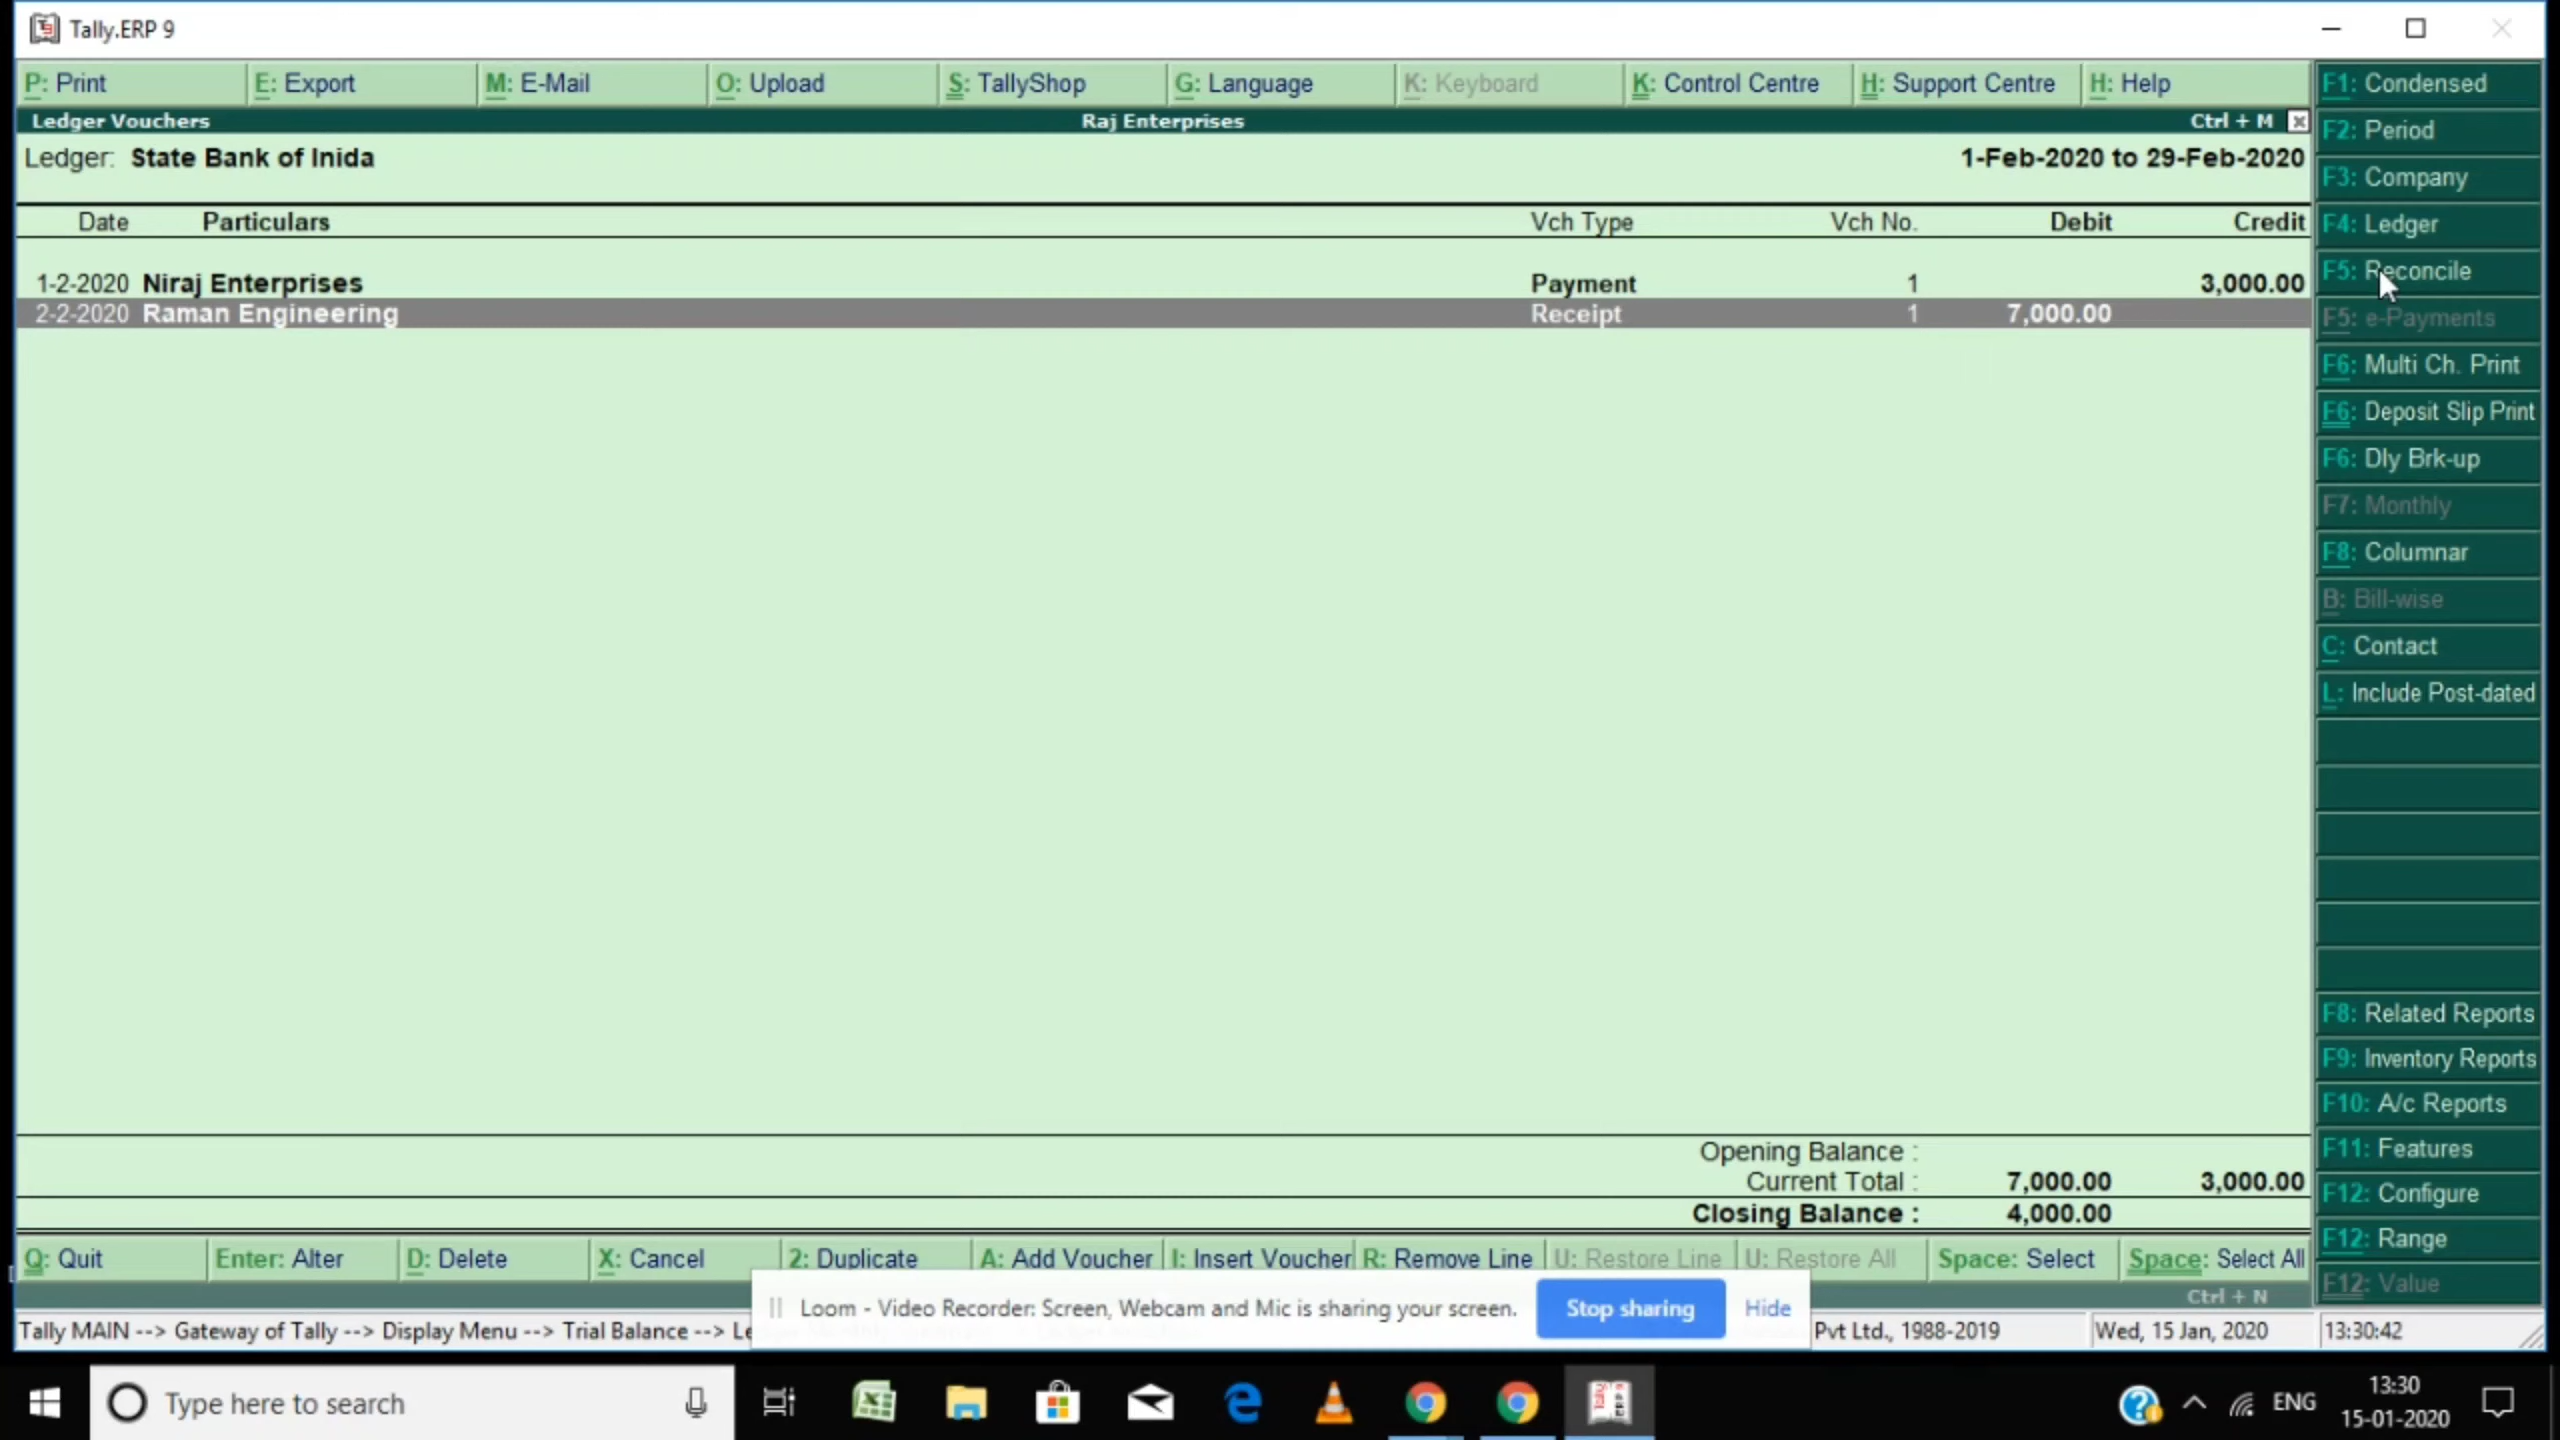 Tally.ERP 9
P: Print E: Export M: E-Mail O: Upload S: TallyShop G: Language K: Keyboard K: Control Centre H: Support Centre H: Help
Ledger Vouchers Raj Enterprises Ctrl + M
Ledger: State Bank of Inida 1-Feb-2020 to 29-Feb-2020
Date Particulars Vch Type Vch No. Debit Credit
1-2-2020 Niraj Enterprises Payment 1 3,000.00
2-2-2020 Raman Engineering Receipt 1 7,000.00
Opening Balance :
Current Total : 7,000.00 3,000.00
Closing Balance : 4,000.00
F1: Condensed
F2: Period
F3: Company
F4: Ledger
F5: Reconcile
F5: e-Payments
F6: Multi Ch. Print
F6: Deposit Slip Print
F6: Dly Brk-up
F7: Monthly
F8: Columnar
B: Bill-wise
C: Contact
L: Include Post-dated
F8: Related Reports
F9: Inventory Reports
F10: A/c Reports
F11: Features
F12: Configure
F12: Range
F12: Value
Q: Quit Enter: Alter D: Delete X: Cancel 2: Duplicate A: Add Voucher I: Insert Voucher R: Remove Line U: Restore Line U: Restore All Space: Select Space: Select All
Ctrl + N
Loom - Video Recorder: Screen, Webcam and Mic is sharing your screen. Stop sharing Hide
Tally MAIN --> Gateway of Tally --> Display Menu --> Trial Balance --> Le Pvt Ltd., 1988-2019 Wed, 15 Jan, 2020 13:30:42
Type here to search ENG 13:30
15-01-2020